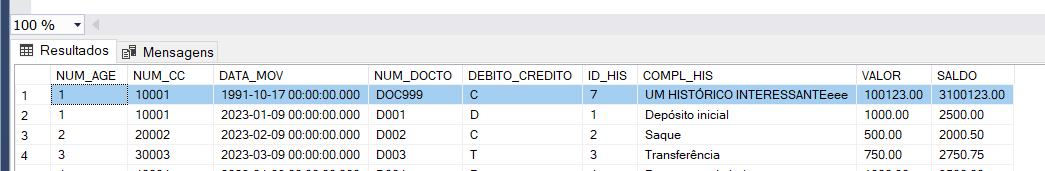 100 %
Resultados Mensagens
NUM_AGE NUM_CC DATA_MOV NUM_DOCTO DEBITO_CREDITO ID_HIS COMPL_HIS VALOR SALDO
1 1 10001 1991-10-17 00:00:00.000 DOC999 C 7 UM HISTÓRICO INTERESSANTEeee 100123.00 3100123.00
2 1 10001 2023-01-09 00:00:00.000 D001 D 1 Depósito inicial 1000.00 2500.00
3 2 20002 2023-02-09 00:00:00.000 D002 C 2 Saque 500.00 2000.50
4 3 30003 2023-03-09 00:00:00.000 D003 T 3 Transferência 750.00 2750.75